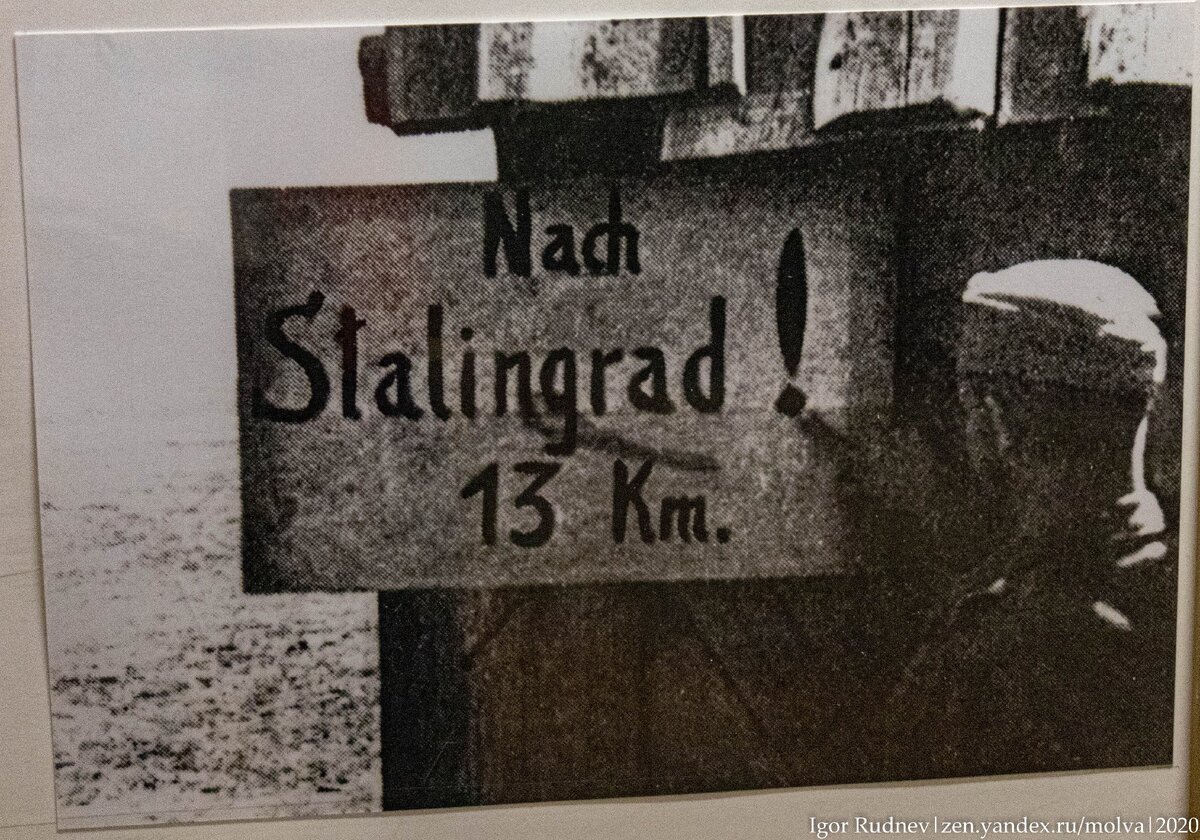 Nach
Stalingrad!
13 Km.
Igor Rudnev|zen.yandex.ru/molva|2020